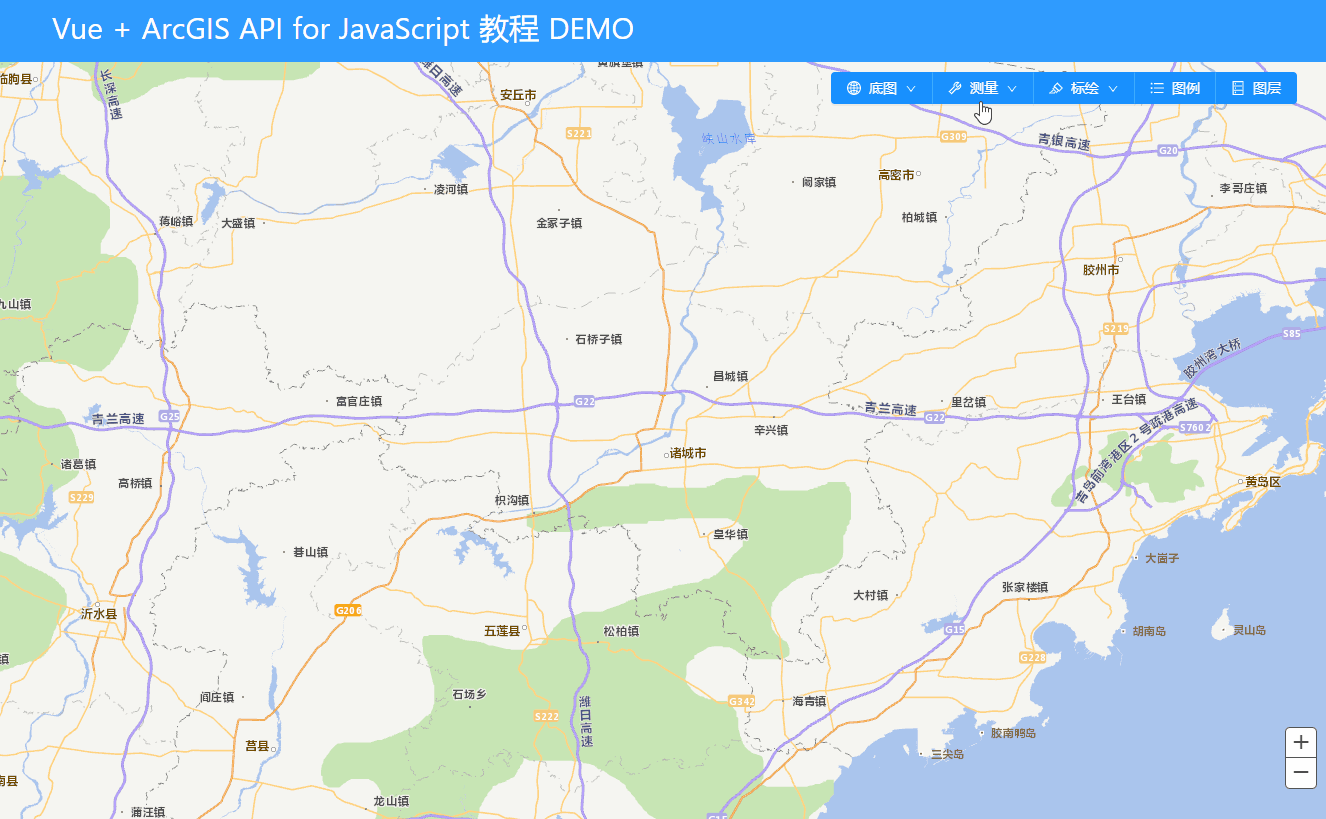 Vue + ArcGIS API for JavaScript 教程 DEMO
底图
测量
标绘
图例
图层
临朐县
长深高速
潍日高速
安丘市
S221
峡山水库
G309
青银高速
G20
阚家镇
高密市
李哥庄镇
凌河镇
蒋峪镇
大盛镇
金冢子镇
柏城镇
胶州市
九山镇
S219
S85
石桥子镇
胶州湾大桥
昌城镇
富官庄镇
G22
青兰高速
G22
里岔镇
王台镇
青兰高速
G25
辛兴镇
S7602
青岛前湾港区2号疏港高速
诸葛镇
诸城市
高桥镇
黄岛区
S229
枳沟镇
皇华镇
大崮子
张家楼镇
大村镇
沂水县
G206
五莲县
松柏镇
G15
胡南岛
灵山岛
镇
G228
石场乡
闾庄镇
G342
海青镇
S222
潍日高速
胶南鸭岛
莒县
三尖岛
南县
龙山镇
蒲汪镇
G15
+
−